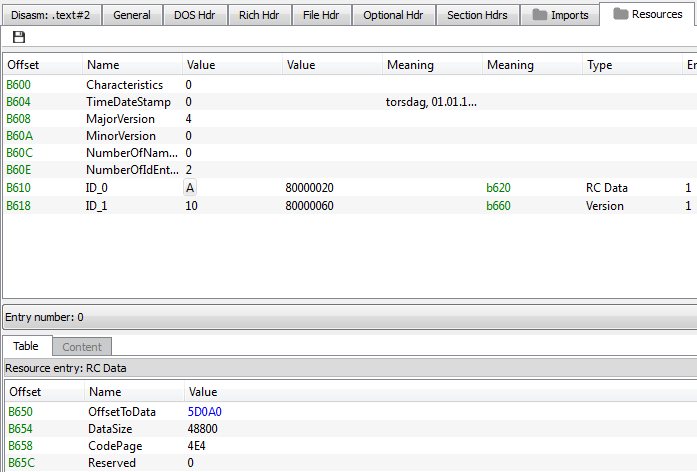 Disasm: .text#2 General DOS Hdr Rich Hdr File Hdr Optional Hdr Section Hdrs Imports Resources
Offset Name Value Value Meaning Meaning Type En
B600 Characteristics 0
B604 TimeDateStamp 0 torsdag, 01.01.1...
B608 MajorVersion 4
B60A MinorVersion 0
B60C NumberOfNam... 0
B60E NumberOfIdEnt... 2
B610 ID_0 A 80000020 b620 RC Data 1
B618 ID_1 10 80000060 b660 Version 1
Entry number: 0
Table Content
Resource entry: RC Data
Offset Name Value
B650 OffsetToData 5D0A0
B654 DataSize 48800
B658 CodePage 4E4
B65C Reserved 0